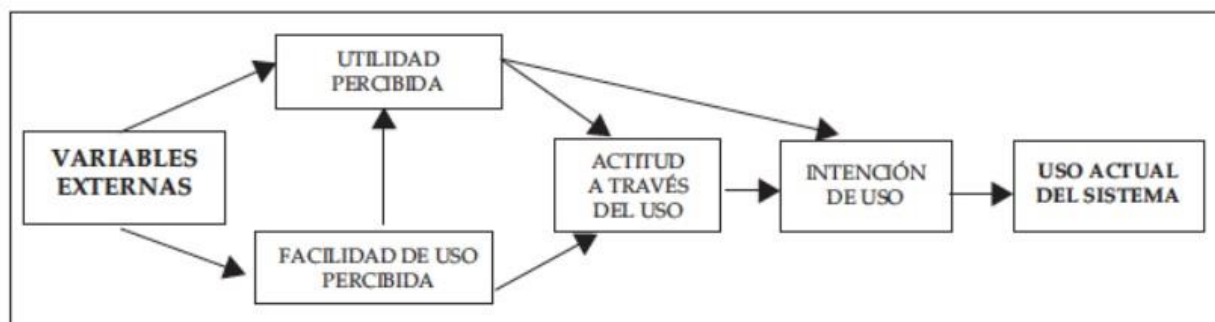 UTILIDAD
PERCIBIDA
VARIABLES
EXTERNAS
FACILIDAD DE USO
PERCIBIDA
ACTITUD
A TRAVÉS
DEL USO
INTENCIÓN
DE USO
USO ACTUAL
DEL SISTEMA